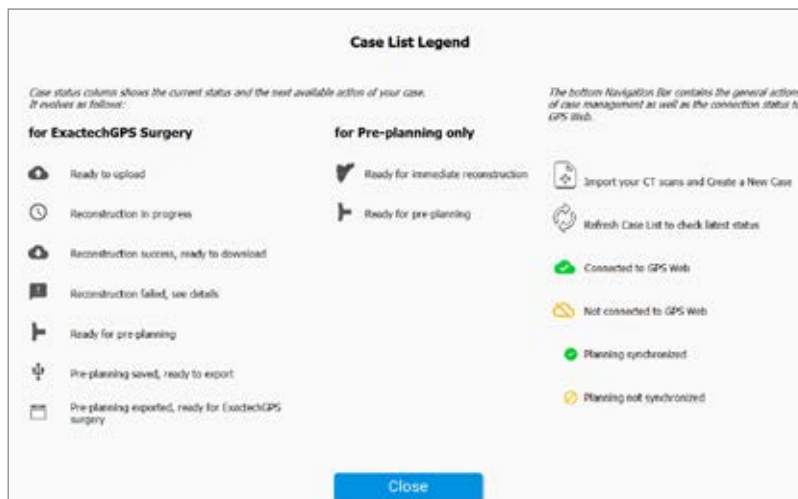 Case List Legend
Case status column shows the current status and the next available action of your case.
It evolves as follows:
for ExactechGPS Surgery
Ready to upload
Reconstruction in progress
Reconstruction success, ready to download
Reconstruction failed, see details
Ready for pre-planning
Pre-planning saved, ready to export
Pre-planning exported, ready for ExactechGPS
surgery
for Pre-planning only
Ready for immediate reconstruction
Ready for pre-planning
The bottom Navigation Bar contains the general actions
of case management as well as the connection status to
GPS Web.
Import your CT scans and Create a New Case
Refresh Case List to check latest status
Connected to GPS Web
Not connected to GPS Web
Planning synchronized
Planning not synchronized
Close